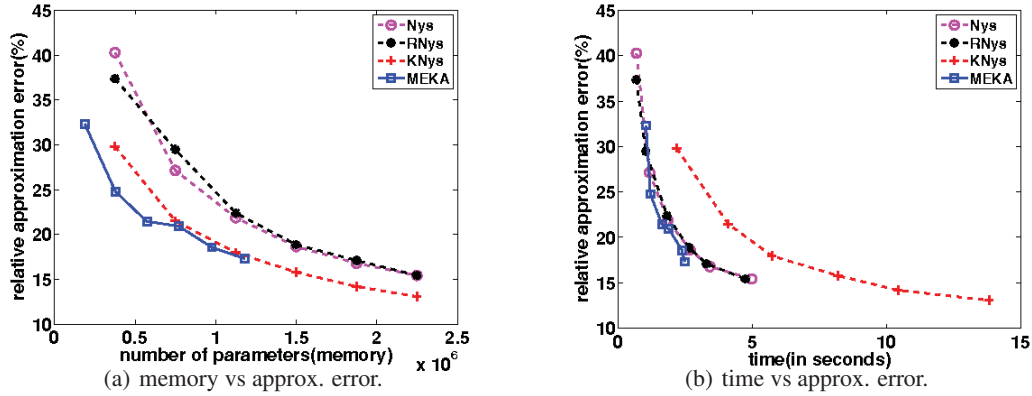 45
40
35
30
25
20
15
10
relative approximation error(%)
Nys
RNys
KNys
MEKA
0
0.5
1
1.5
2
2.5
number of parameters(memory)
x 10^6
(a) memory vs approx. error.
45
40
35
30
25
20
15
10
relative approximation error(%)
Nys
RNys
KNys
MEKA
0
5
10
15
time(in seconds)
(b) time vs approx. error.